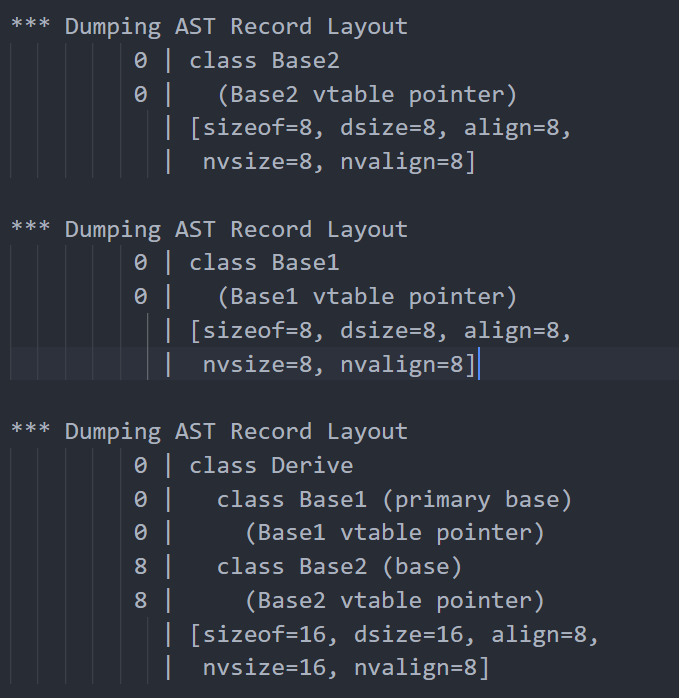 *** Dumping AST Record Layout
0 | class Base2
0 |   (Base2 vtable pointer)
| [sizeof=8, dsize=8, align=8,
|  nvsize=8, nvalign=8]
*** Dumping AST Record Layout
0 | class Base1
0 |   (Base1 vtable pointer)
| [sizeof=8, dsize=8, align=8,
|  nvsize=8, nvalign=8]
*** Dumping AST Record Layout
0 | class Derive
0 |   class Base1 (primary base)
0 |     (Base1 vtable pointer)
8 |   class Base2 (base)
8 |     (Base2 vtable pointer)
| [sizeof=16, dsize=16, align=8,
|  nvsize=16, nvalign=8]